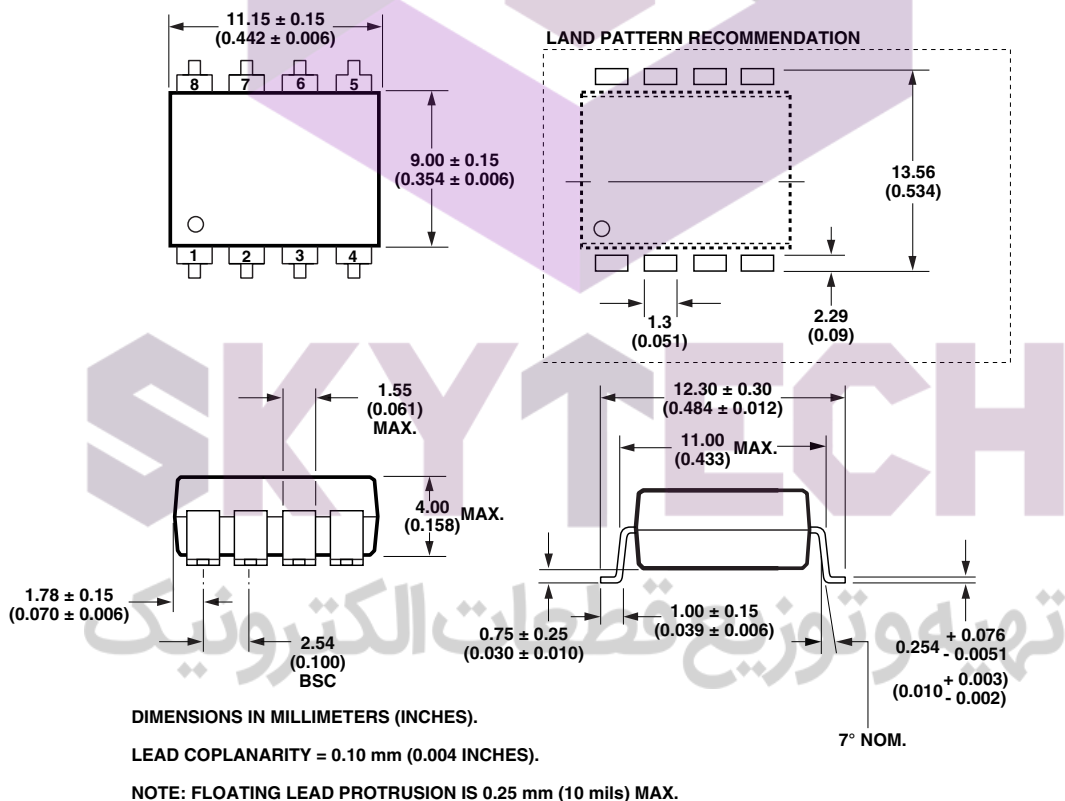 11.15 ± 0.15
(0.442 ± 0.006)
LAND PATTERN RECOMMENDATION
8 7 6 5
9.00 ± 0.15
(0.354 ± 0.006)
13.56
(0.534)
1 2 3 4
1.3
(0.051)
2.29
(0.09)
SKYTECH
1.55
(0.061)
MAX.
12.30 ± 0.30
(0.484 ± 0.012)
11.00
(0.433) MAX.
4.00
(0.158) MAX.
1.78 ± 0.15
(0.070 ± 0.006)
2.54
(0.100)
BSC
0.75 ± 0.25
(0.030 ± 0.010)
1.00 ± 0.15
(0.039 ± 0.006)
0.254 + 0.076
- 0.0051
(0.010 + 0.003)
- 0.002)
7° NOM.
تهیه و توزیع قطعات الکترونیک
DIMENSIONS IN MILLIMETERS (INCHES).
LEAD COPLANARITY = 0.10 mm (0.004 INCHES).
NOTE: FLOATING LEAD PROTRUSION IS 0.25 mm (10 mils) MAX.